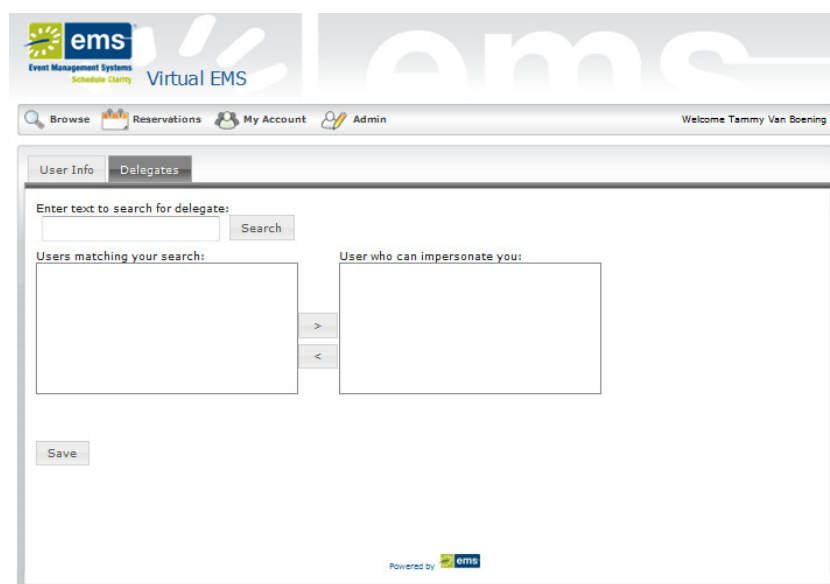 ems
Event Management Systems
Schedule Clarity
Virtual EMS
ems
Browse Reservations My Account Admin Welcome Tammy Van Boening
User Info Delegates
Enter text to search for delegate:
Search
Users matching your search: User who can impersonate you:
>
<
Save
Powered by ems